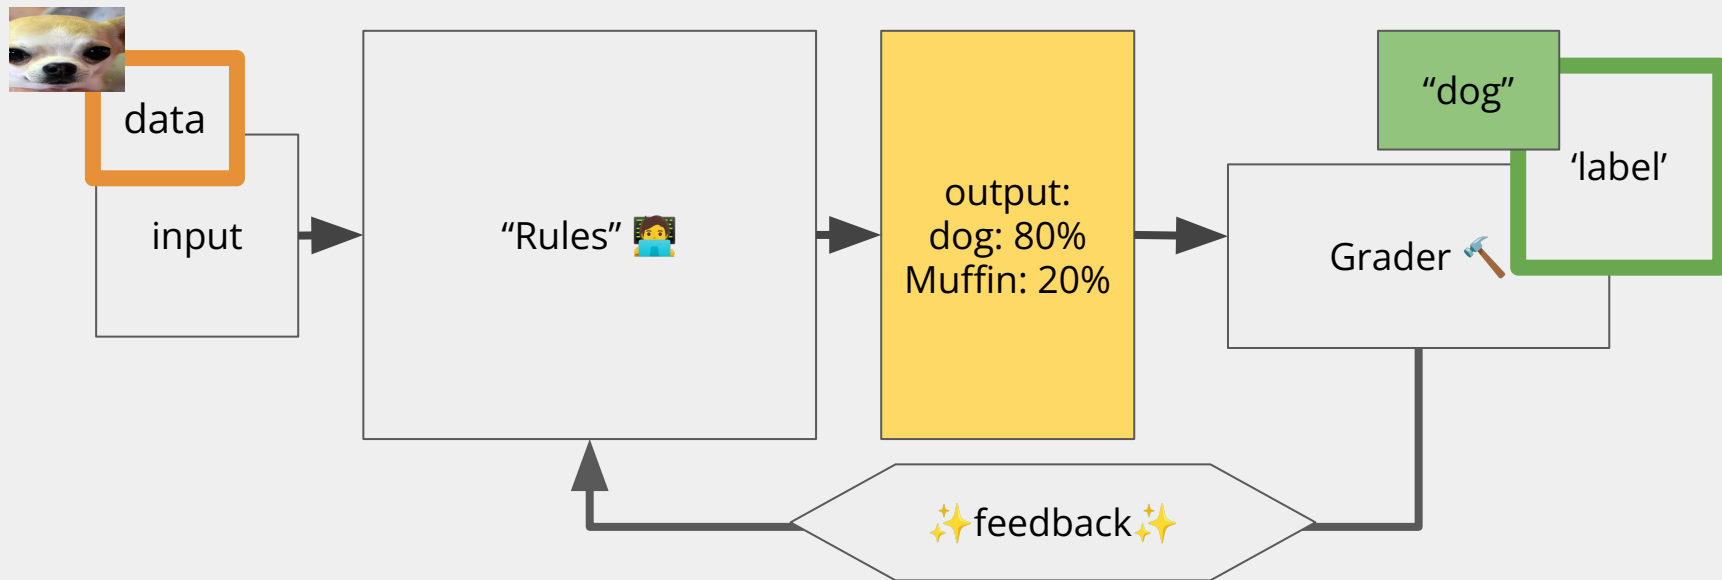 data
input
“Rules” 🧑‍💻
output:
dog: 80%
Muffin: 20%
“dog”
‘label’
Grader 🔨
✨feedback✨